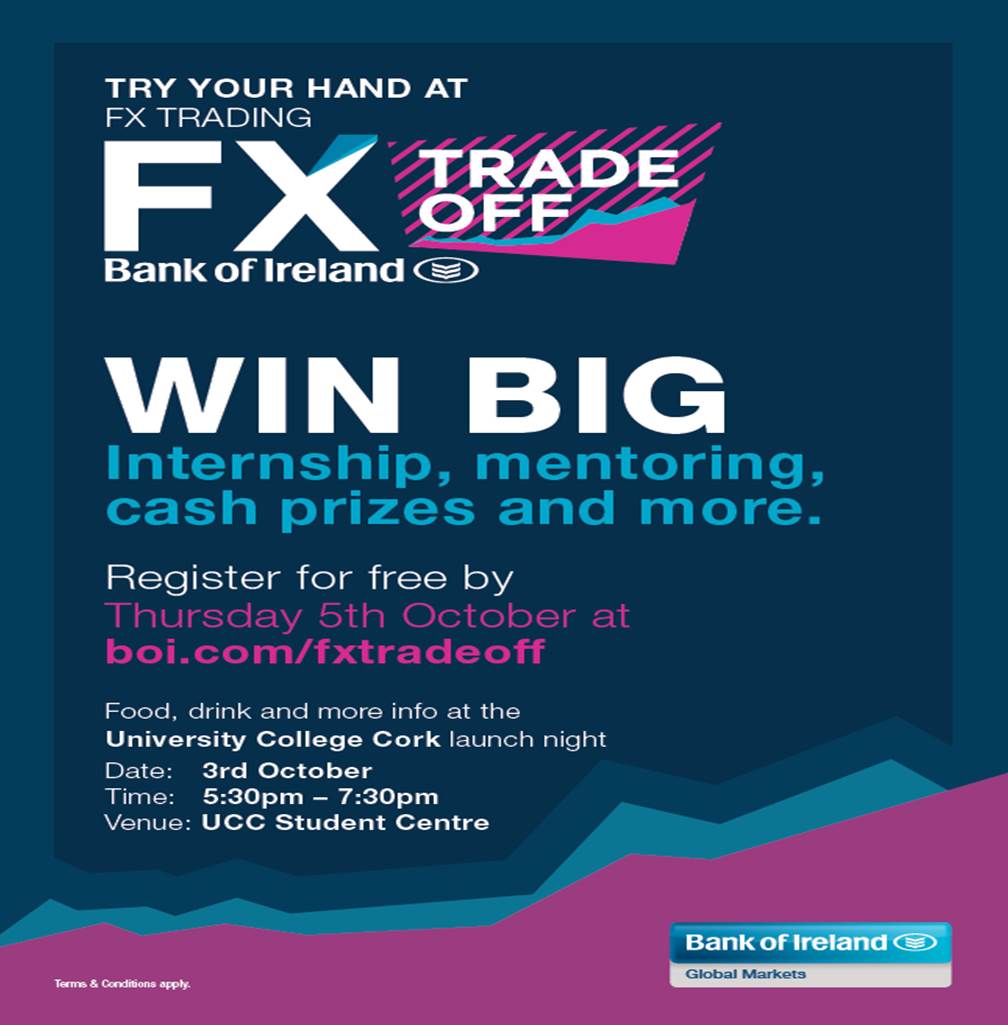 TRY YOUR HAND AT
FX TRADING
FX TRADE
OFF
Bank of Ireland
WIN BIG
Internship, mentoring,
cash prizes and more.
Register for free by
Thursday 5th October at
boi.com/fxtradeoff
Food, drink and more info at the
University College Cork launch night
Date: 3rd October
Time: 5:30pm – 7:30pm
Venue: UCC Student Centre
Bank of Ireland
Global Markets
Terms & Conditions apply.